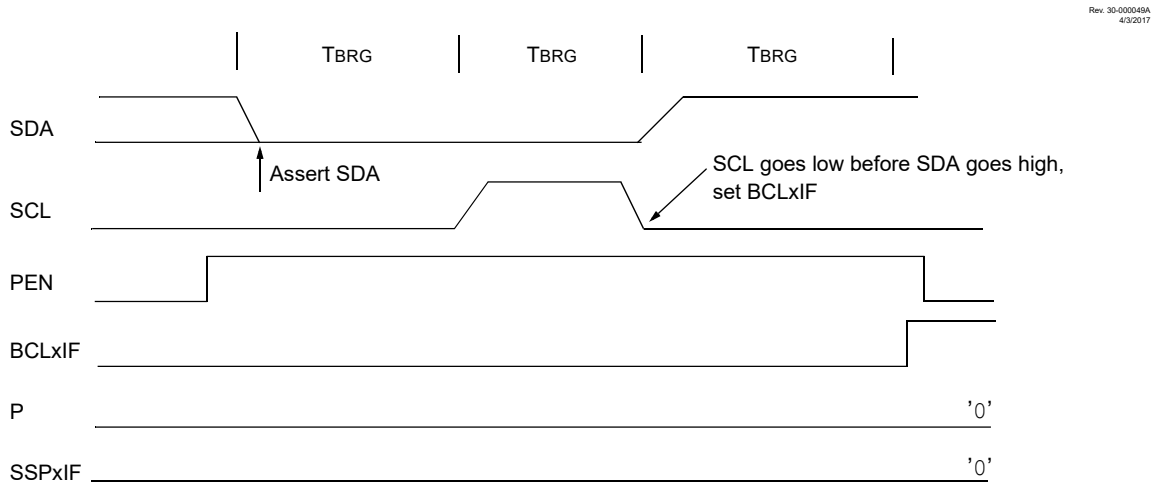 Rev. 30-000049A
4/3/2017
TBRG TBRG TBRG
SDA
Assert SDA
SCL goes low before SDA goes high,
set BCLxIF
SCL
PEN
BCLxIF
P '0'
SSPxIF '0'